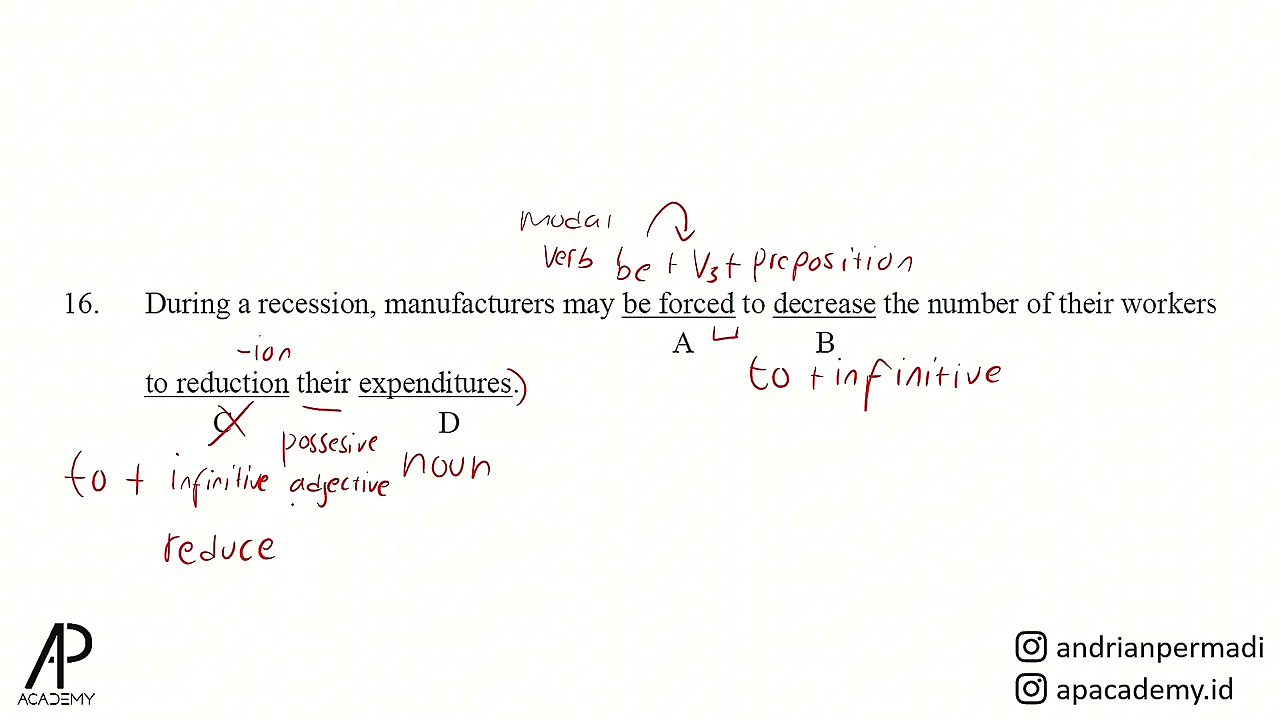 modal
verb be + V3 + preposition
16. During a recession, manufacturers may be forced to decrease the number of their workers
A B
-ion
to + infinitive
to reduction their expenditures.)
C D
possesive
to + infinitive adjective noun
reduce
AP
ACADEMY
andrianpermadi
apacademy.id